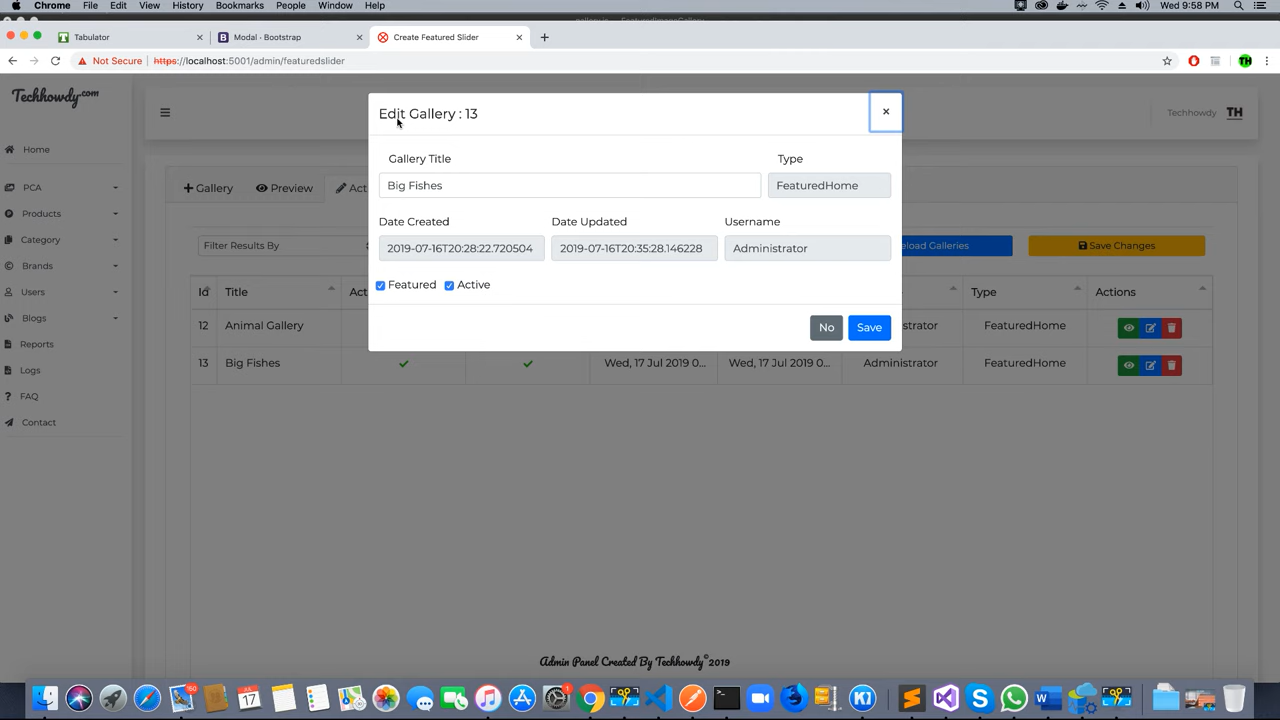 Chrome File Edit View History Bookmarks People Window Help Wed 9:58 PM
Tabulator Modal · Bootstrap Create Featured Slider
Not Secure https://localhost:5001/admin/featuredslider
Techhowdy.com
Techhowdy TH
Home
PCA
Products
Category
Brands
Users
Blogs
Reports
Logs
FAQ
Contact
Gallery Preview Act
Filter Results By eload Galleries Save Changes
Id Title Act Type Actions
12 Animal Gallery istrator FeaturedHome
13 Big Fishes Wed, 17 Jul 2019 0... Wed, 17 Jul 2019 0... Administrator FeaturedHome
Edit Gallery : 13 ×
Gallery Title Type
Big Fishes FeaturedHome
Date Created Date Updated Username
2019-07-16T20:28:22.720504 2019-07-16T20:35:28.146228 Administrator
Featured Active
No Save
Admin Panel Created By Techhowdy©2019